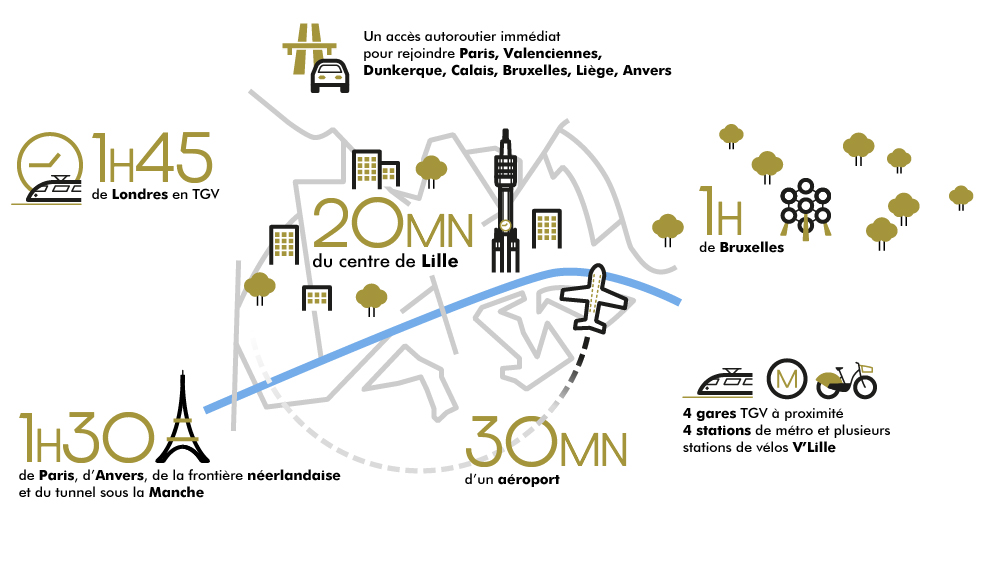 Un accès autoroutier immédiat
pour rejoindre Paris, Valenciennes,
Dunkerque, Calais, Bruxelles, Liège, Anvers
1H45
de Londres en TGV
20MN
du centre de Lille
1H
de Bruxelles
1H30
de Paris, d'Anvers, de la frontière néerlandaise
et du tunnel sous la Manche
30MN
d'un aéroport
M
4 gares TGV à proximité
4 stations de métro et plusieurs
stations de vélos V'Lille